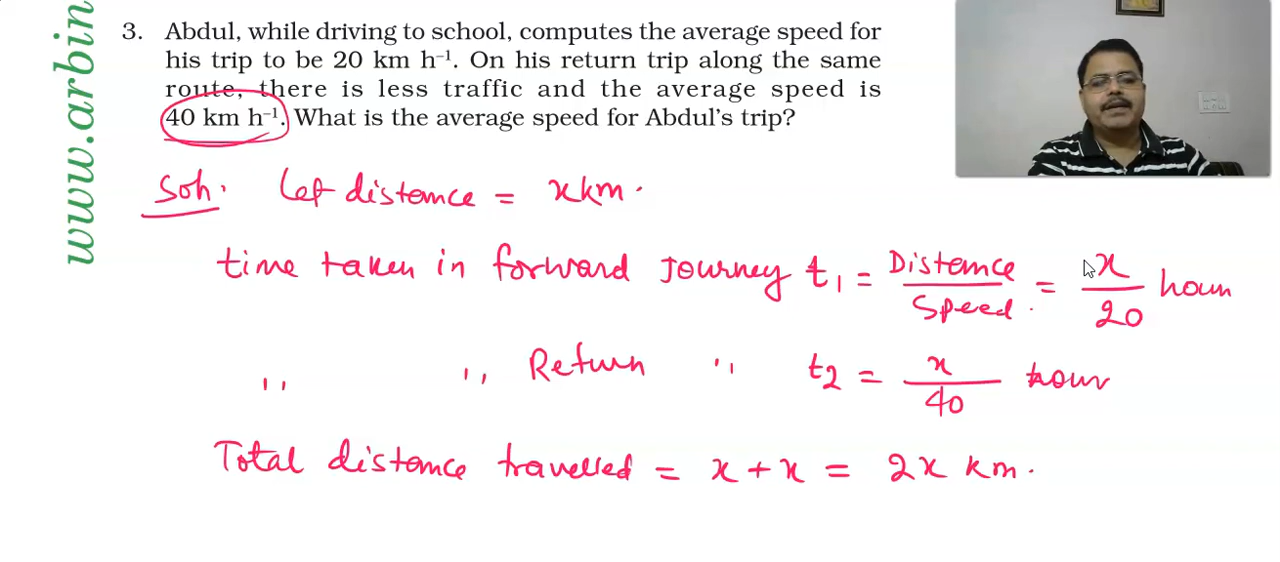 www.arbin
3. Abdul, while driving to school, computes the average speed for
his trip to be 20 km h⁻¹. On his return trip along the same
route, there is less traffic and the average speed is
40 km h⁻¹. What is the average speed for Abdul's trip?
Soln. Let distance = x km.
time taken in forward Journey t₁ = Distance / Speed = x / 20 hour
,, ,, Return ,, t₂ = x / 40 hour
Total distance travelled = x + x = 2x km.